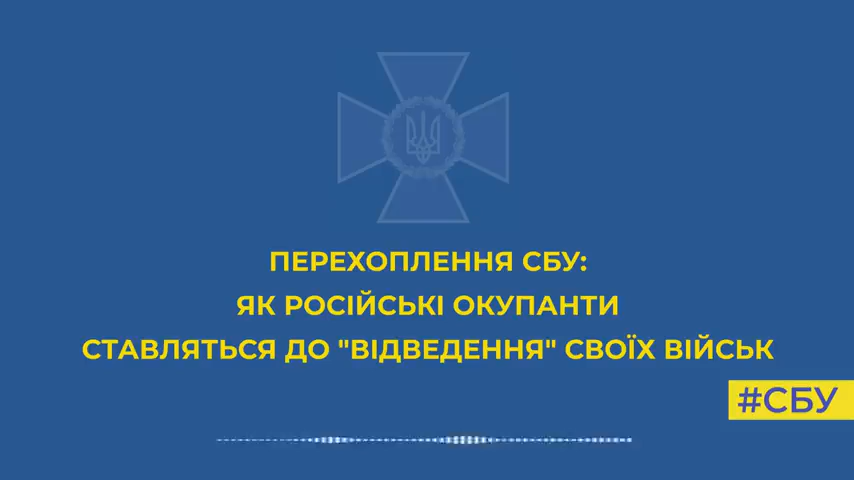 ПЕРЕХОПЛЕННЯ СБУ:
ЯК РОСІЙСЬКІ ОКУПАНТИ
СТАВЛЯТЬСЯ ДО "ВІДВЕДЕННЯ" СВОЇХ ВІЙСЬК
#СБУ